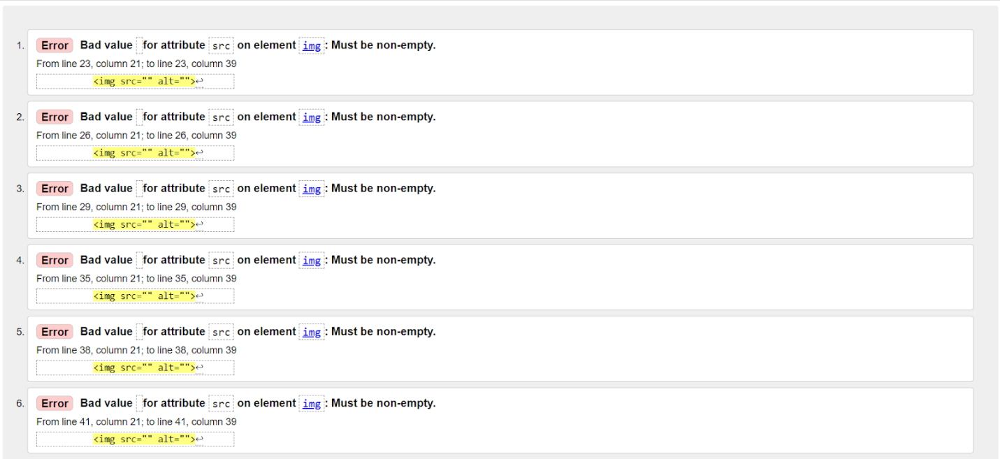 1. Error Bad value for attribute src on element img: Must be non-empty.
From line 23, column 21; to line 23, column 39
<img src="" alt="">↩
2. Error Bad value for attribute src on element img: Must be non-empty.
From line 26, column 21; to line 26, column 39
<img src="" alt="">↩
3. Error Bad value for attribute src on element img: Must be non-empty.
From line 29, column 21; to line 29, column 39
<img src="" alt="">↩
4. Error Bad value for attribute src on element img: Must be non-empty.
From line 35, column 21; to line 35, column 39
<img src="" alt="">↩
5. Error Bad value for attribute src on element img: Must be non-empty.
From line 38, column 21; to line 38, column 39
<img src="" alt="">↩
6. Error Bad value for attribute src on element img: Must be non-empty.
From line 41, column 21; to line 41, column 39
<img src="" alt="">↩